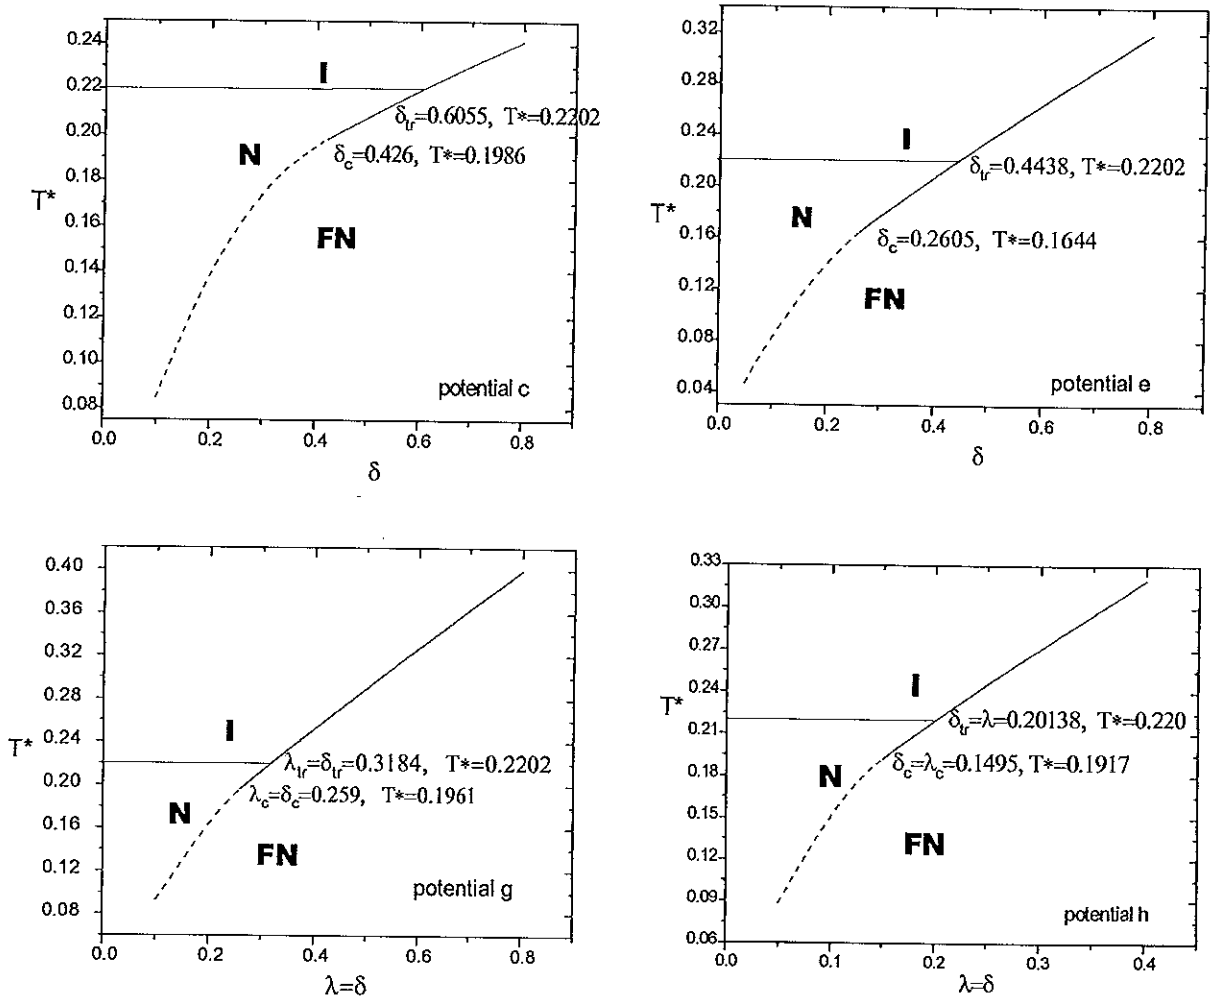 0.24
0.22
0.20
0.18
0.16
0.14
0.12
0.10
0.08
T*
I
N
FN
δtr=0.6055, T*=0.2202
δc=0.426, T*=0.1986
potential c
0.0 0.2 0.4 0.6 0.8
δ
0.32
0.28
0.24
0.20
0.16
0.12
0.08
0.04
T*
I
N
FN
δtr=0.4438, T*=0.2202
δc=0.2605, T*=0.1644
potential e
0.0 0.2 0.4 0.6 0.8
δ
0.40
0.36
0.32
0.28
0.24
0.20
0.16
0.12
0.08
T*
I
N
FN
λtr=δtr=0.3184, T*=0.2202
λc=δc=0.259, T*=0.1961
potential g
0.0 0.2 0.4 0.6 0.8
λ=δ
0.33
0.30
0.27
0.24
0.21
0.18
0.15
0.12
0.09
0.06
T*
I
N
FN
δtr=λ=0.20138, T*=0.220
δc=λc=0.1495, T*=0.1917
potential h
0.0 0.1 0.2 0.3 0.4
λ=δ